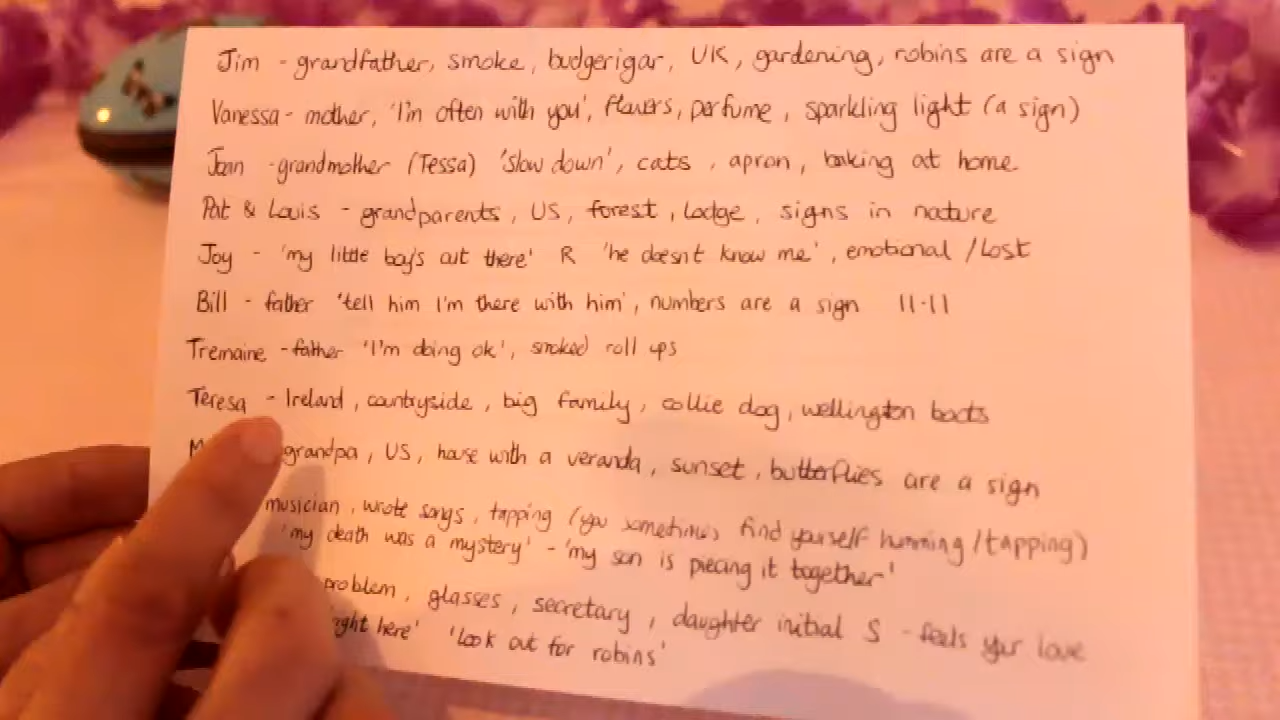 Jim - grandfather, smoke, budgerigar, UK, gardening, robins are a sign
Vanessa - mother, 'I'm often with you', flowers, perfume, sparkling light (a sign)
Joan - grandmother (Tessa) 'slow down', cats, apron, baking at home
Pat & Louis - grandparents, US, forest, lodge, signs in nature
Joy - 'my little boy's out there' R 'he doesn't know me', emotional / lost
Bill - father 'tell him I'm there with him', numbers are a sign 11-11
Tremaine - father 'I'm doing ok', smoked roll ups
Teresa - Ireland, countryside, big family, collie dog, wellington boots
grandpa, US, house with a veranda, sunset, butterflies are a sign
musician, wrote songs, tapping (you sometimes find yourself humming/tapping)
'my death was a mystery' - 'my son is piecing it together'
problem, glasses, secretary, daughter initial S - feels your love
here' 'look out for robins'